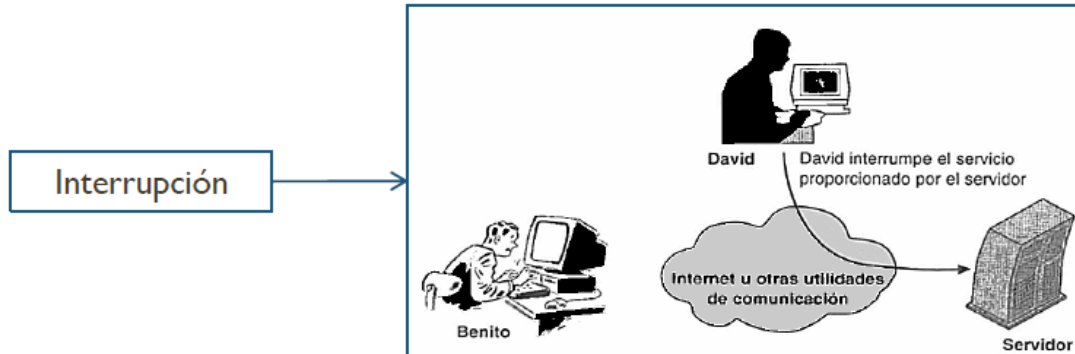 Interrupción
David
David interrumpe el servicio
proporcionado por el servidor
Internet u otras utilidades
de comunicación
Benito
Servidor